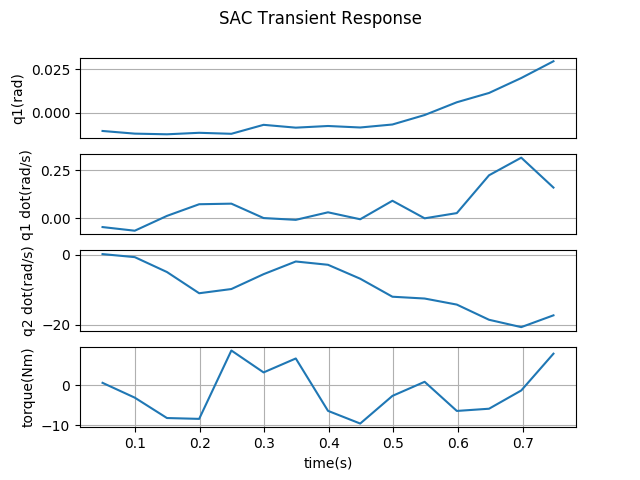 SAC Transient Response
q1(rad)
0.025
0.000
q1 dot(rad/s)
0.25
0.00
q2 dot(rad/s)
0
−20
torque(Nm)
0
−10
0.1 0.2 0.3 0.4 0.5 0.6 0.7
time(s)